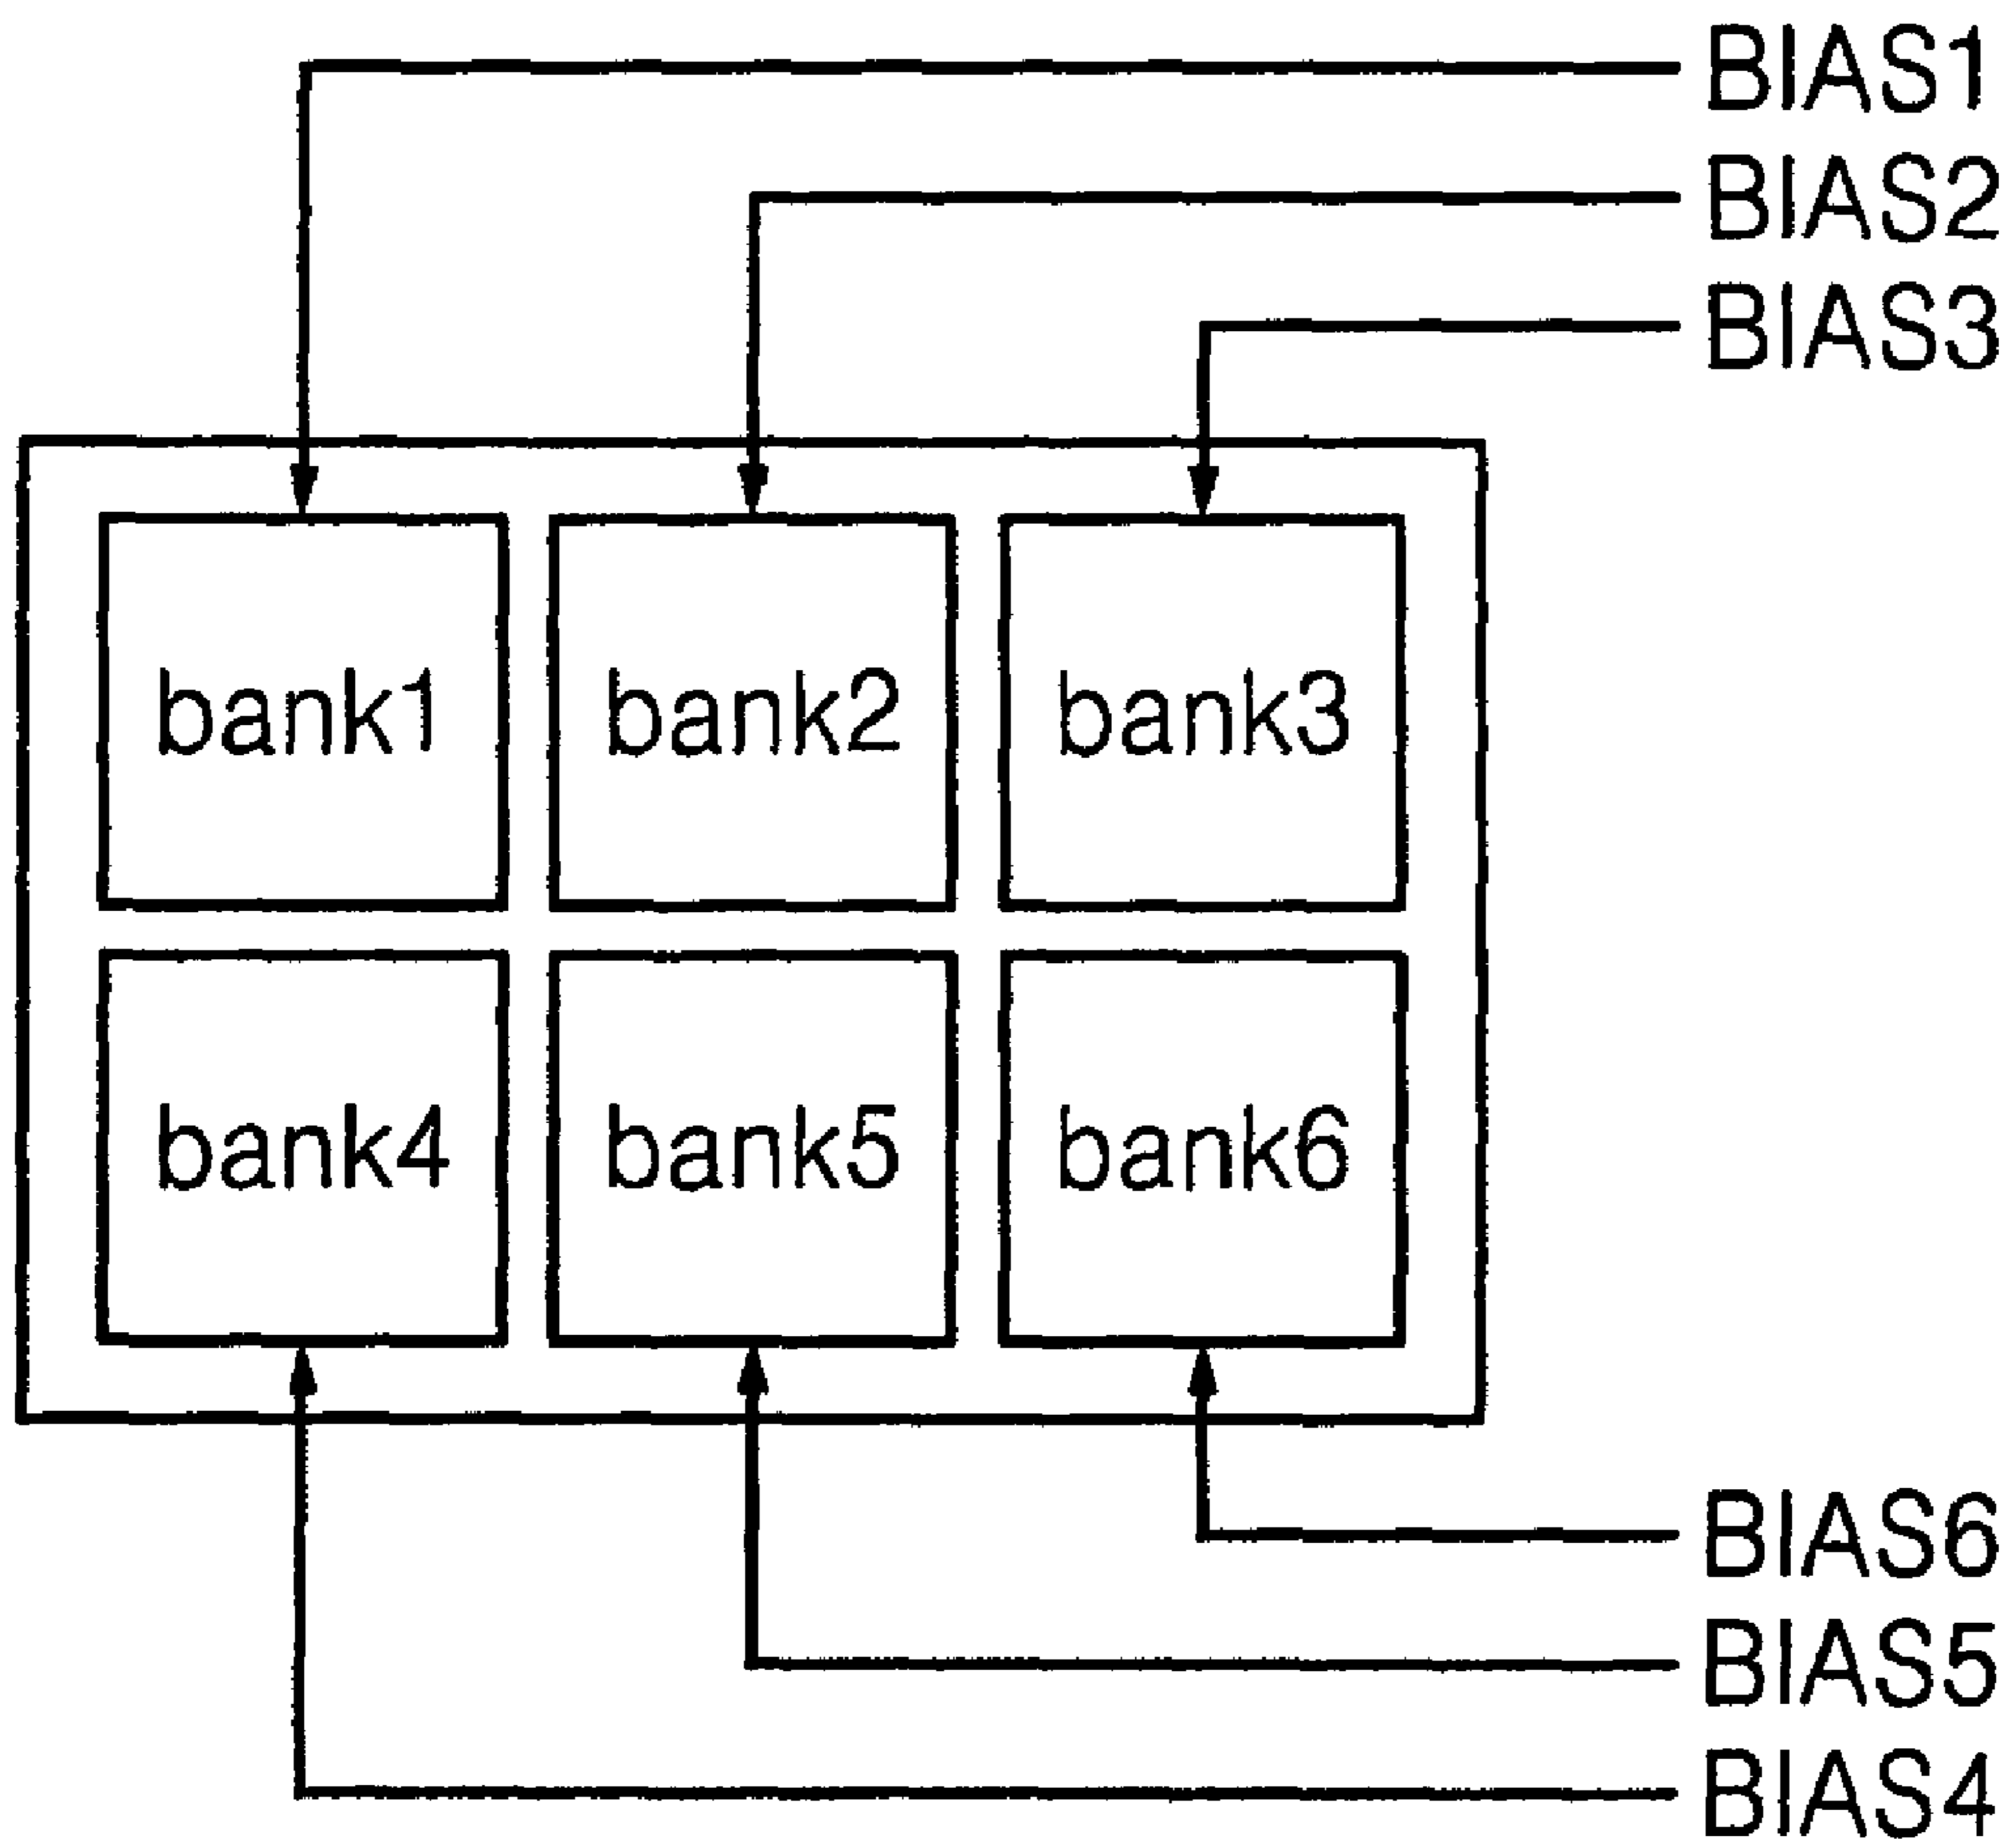 BIAS1
BIAS2
BIAS3
bank1 bank2 bank3
bank4 bank5 bank6
BIAS6
BIAS5
BIAS4